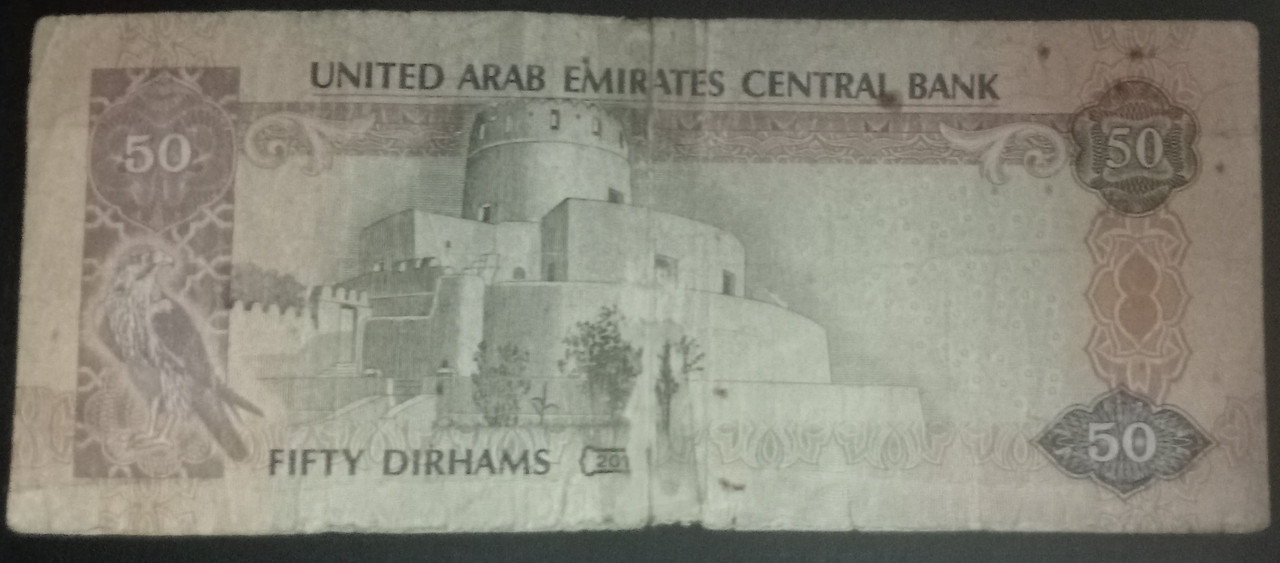 UNITED ARAB EMIRATES CENTRAL BANK
50
50
FIFTY DIRHAMS
50